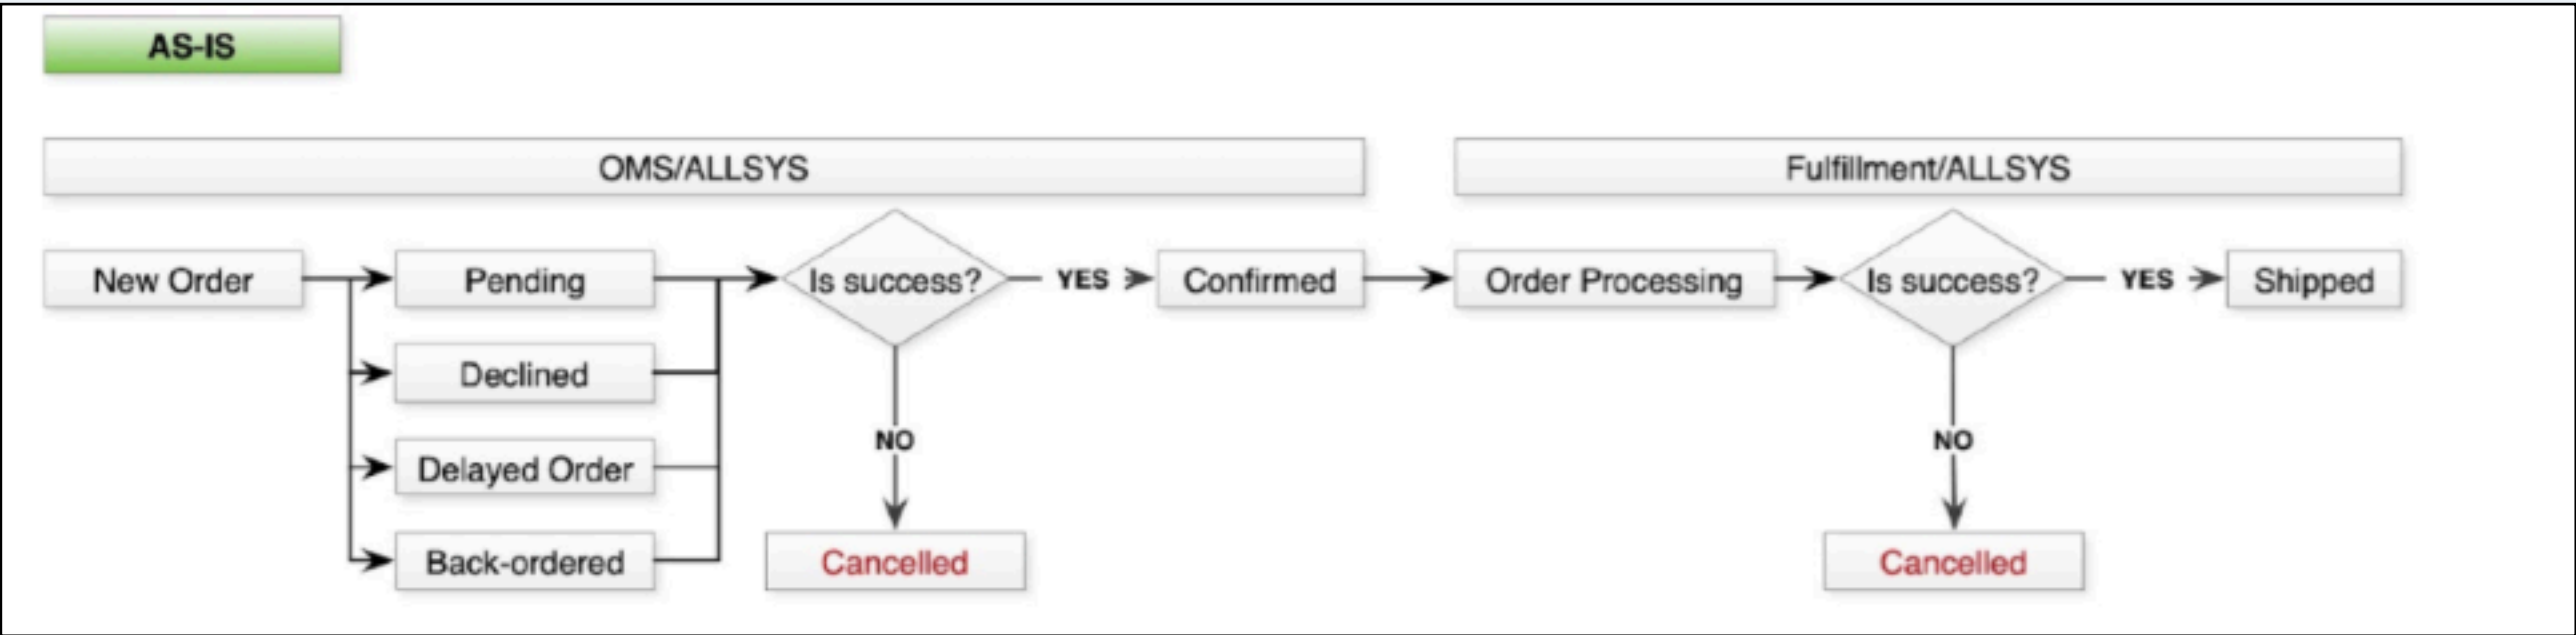 AS-IS
OMS/ALLSYS
Fulfillment/ALLSYS
New Order
Pending
Is success?
YES
Confirmed
Order Processing
Is success?
YES
Shipped
Declined
NO
NO
Delayed Order
Back-ordered
Cancelled
Cancelled